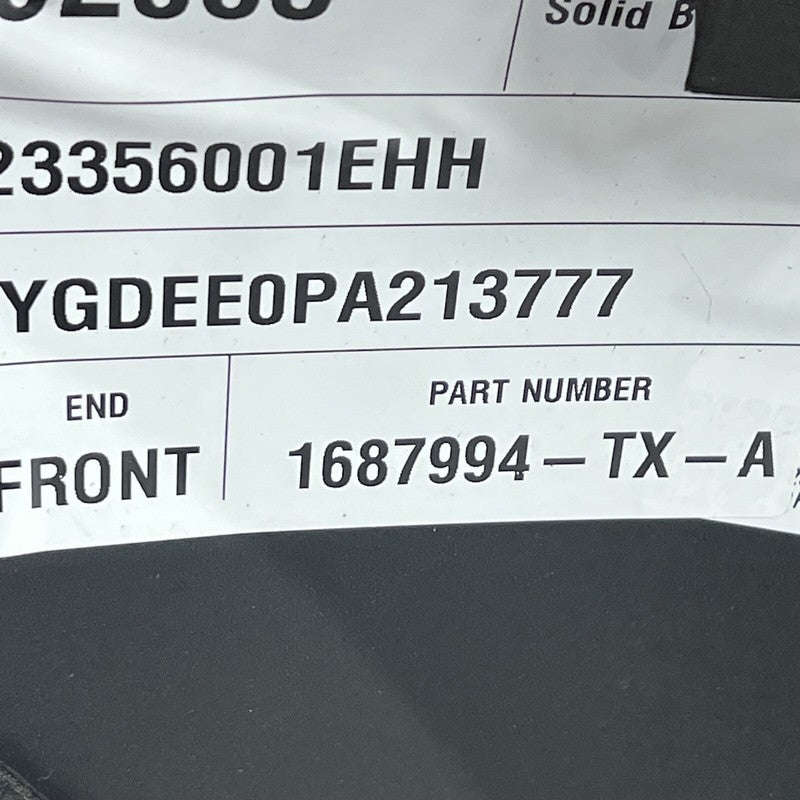 Solid B
23356001EHH
YGDEE0PA213777
END
PART NUMBER
FRONT
1687994-TX-A